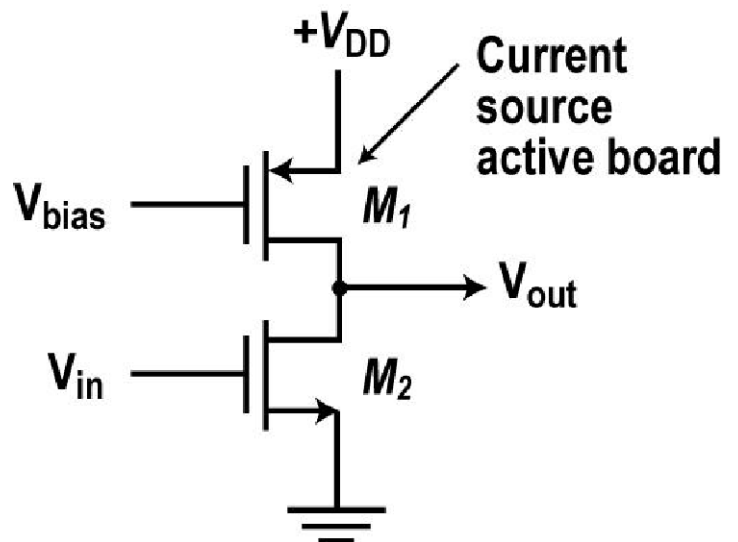 +VDD
Current
source
active board
Vbias
M1
Vout
Vin
M2